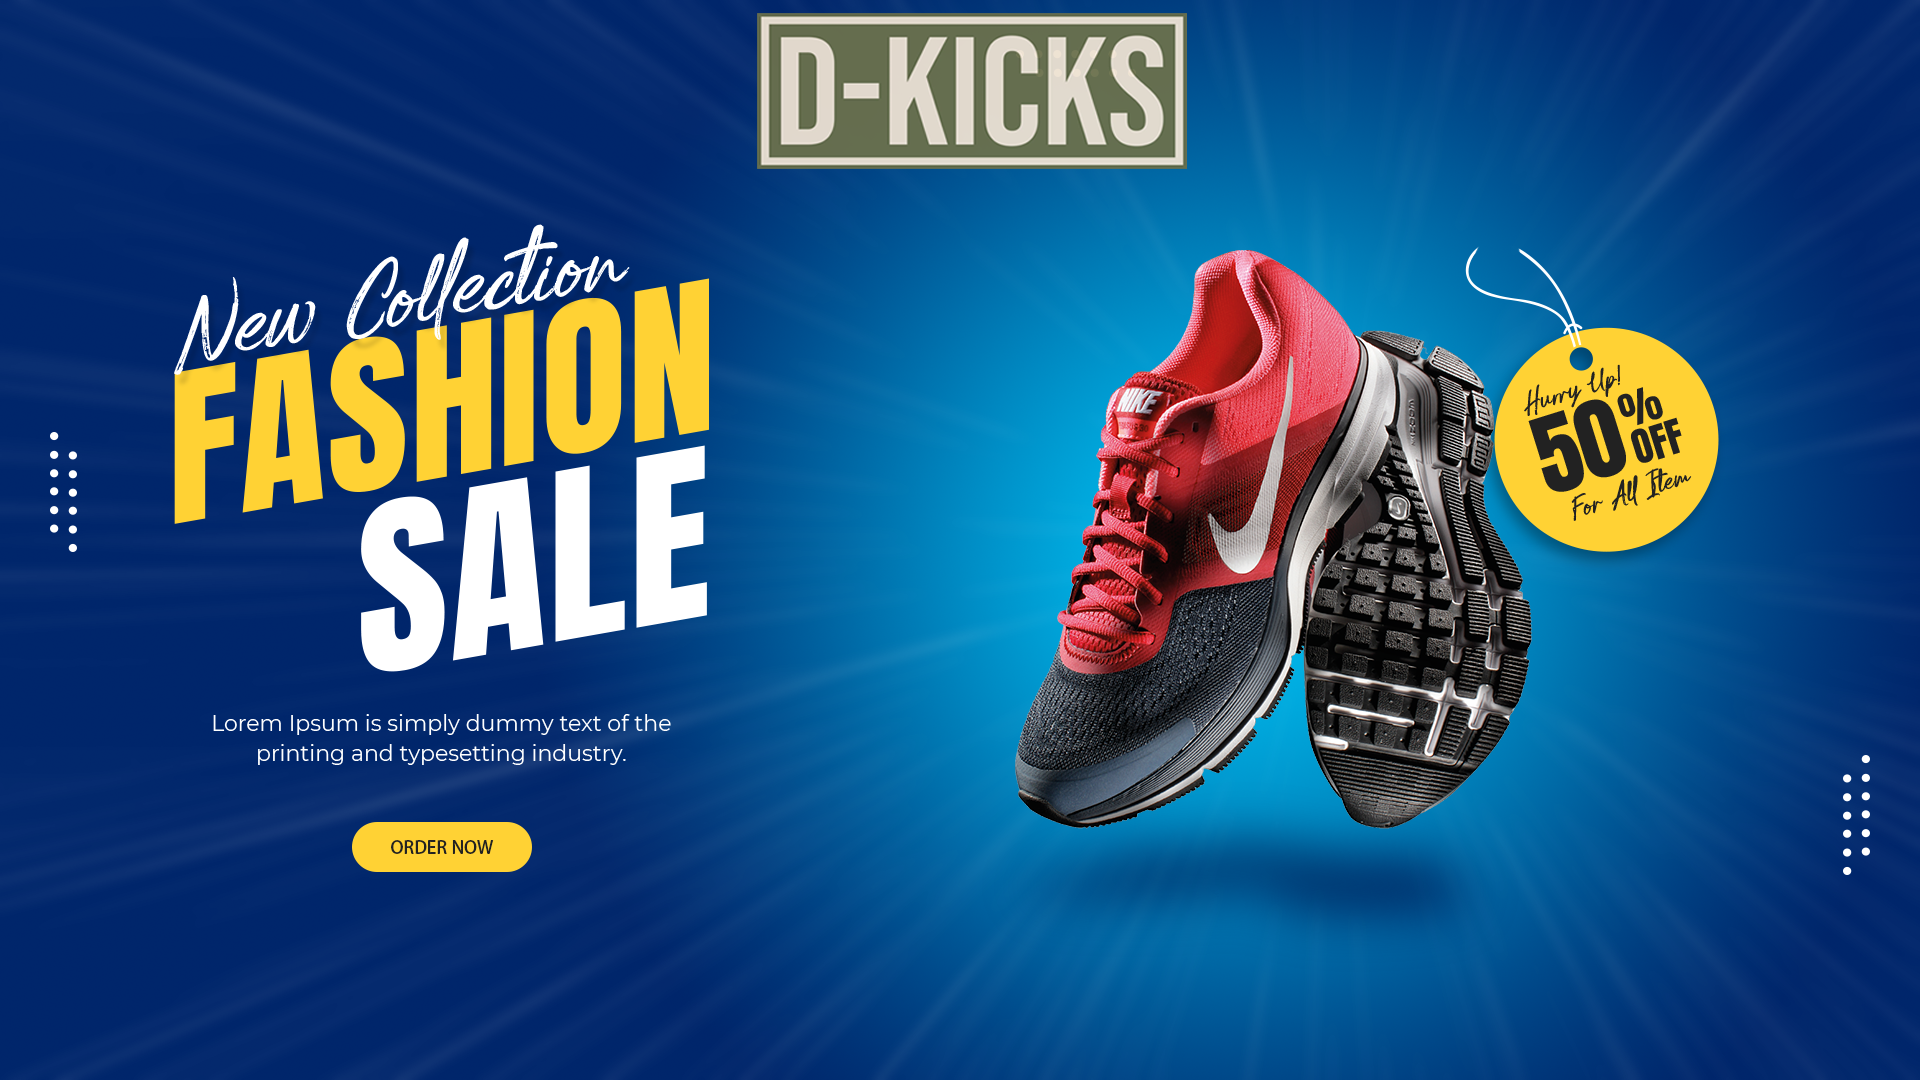 D-KICKS
New Collection
FASHION
SALE
Lorem Ipsum is simply dummy text of the
printing and typesetting industry.
ORDER NOW
NIKE
Hurry Up!
50% OFF
For All Item